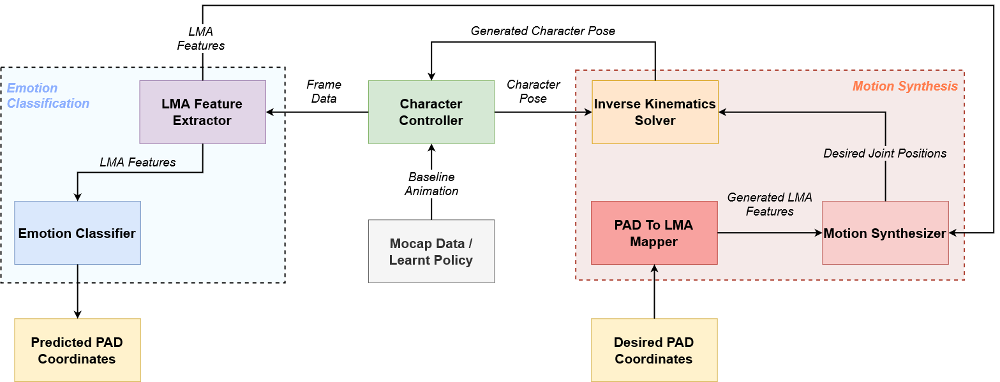 LMA
Features
Generated Character Pose
Emotion
Classification
LMA Feature
Extractor
Frame
Data
Character
Controller
Character
Pose
Inverse Kinematics
Solver
Motion Synthesis
LMA Features
Baseline
Animation
Desired Joint Positions
Generated LMA
Features
Emotion Classifier
Mocap Data /
Learnt Policy
PAD To LMA
Mapper
Motion Synthesizer
Predicted PAD
Coordinates
Desired PAD
Coordinates